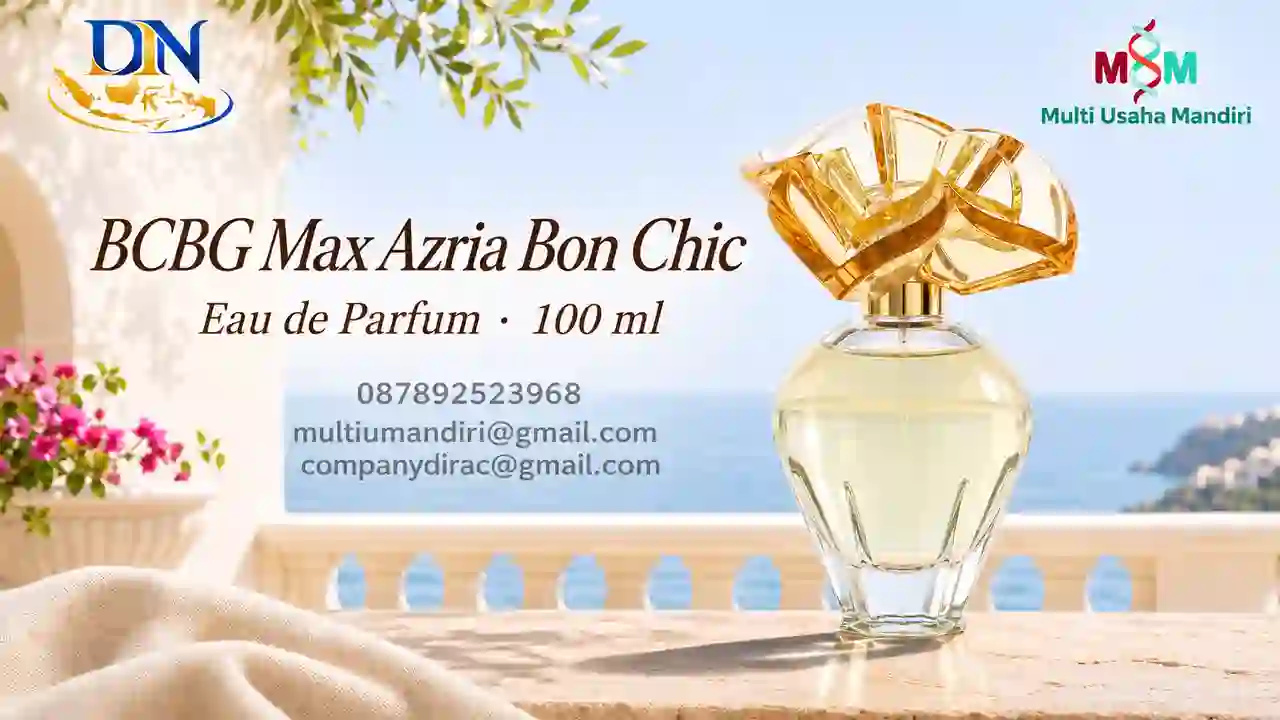 DN
MSM
Multi Usaha Mandiri
BCBG Max Azria Bon Chic
Eau de Parfum · 100 ml
087892523968
multiumandiri@gmail.com
companydirac@gmail.com